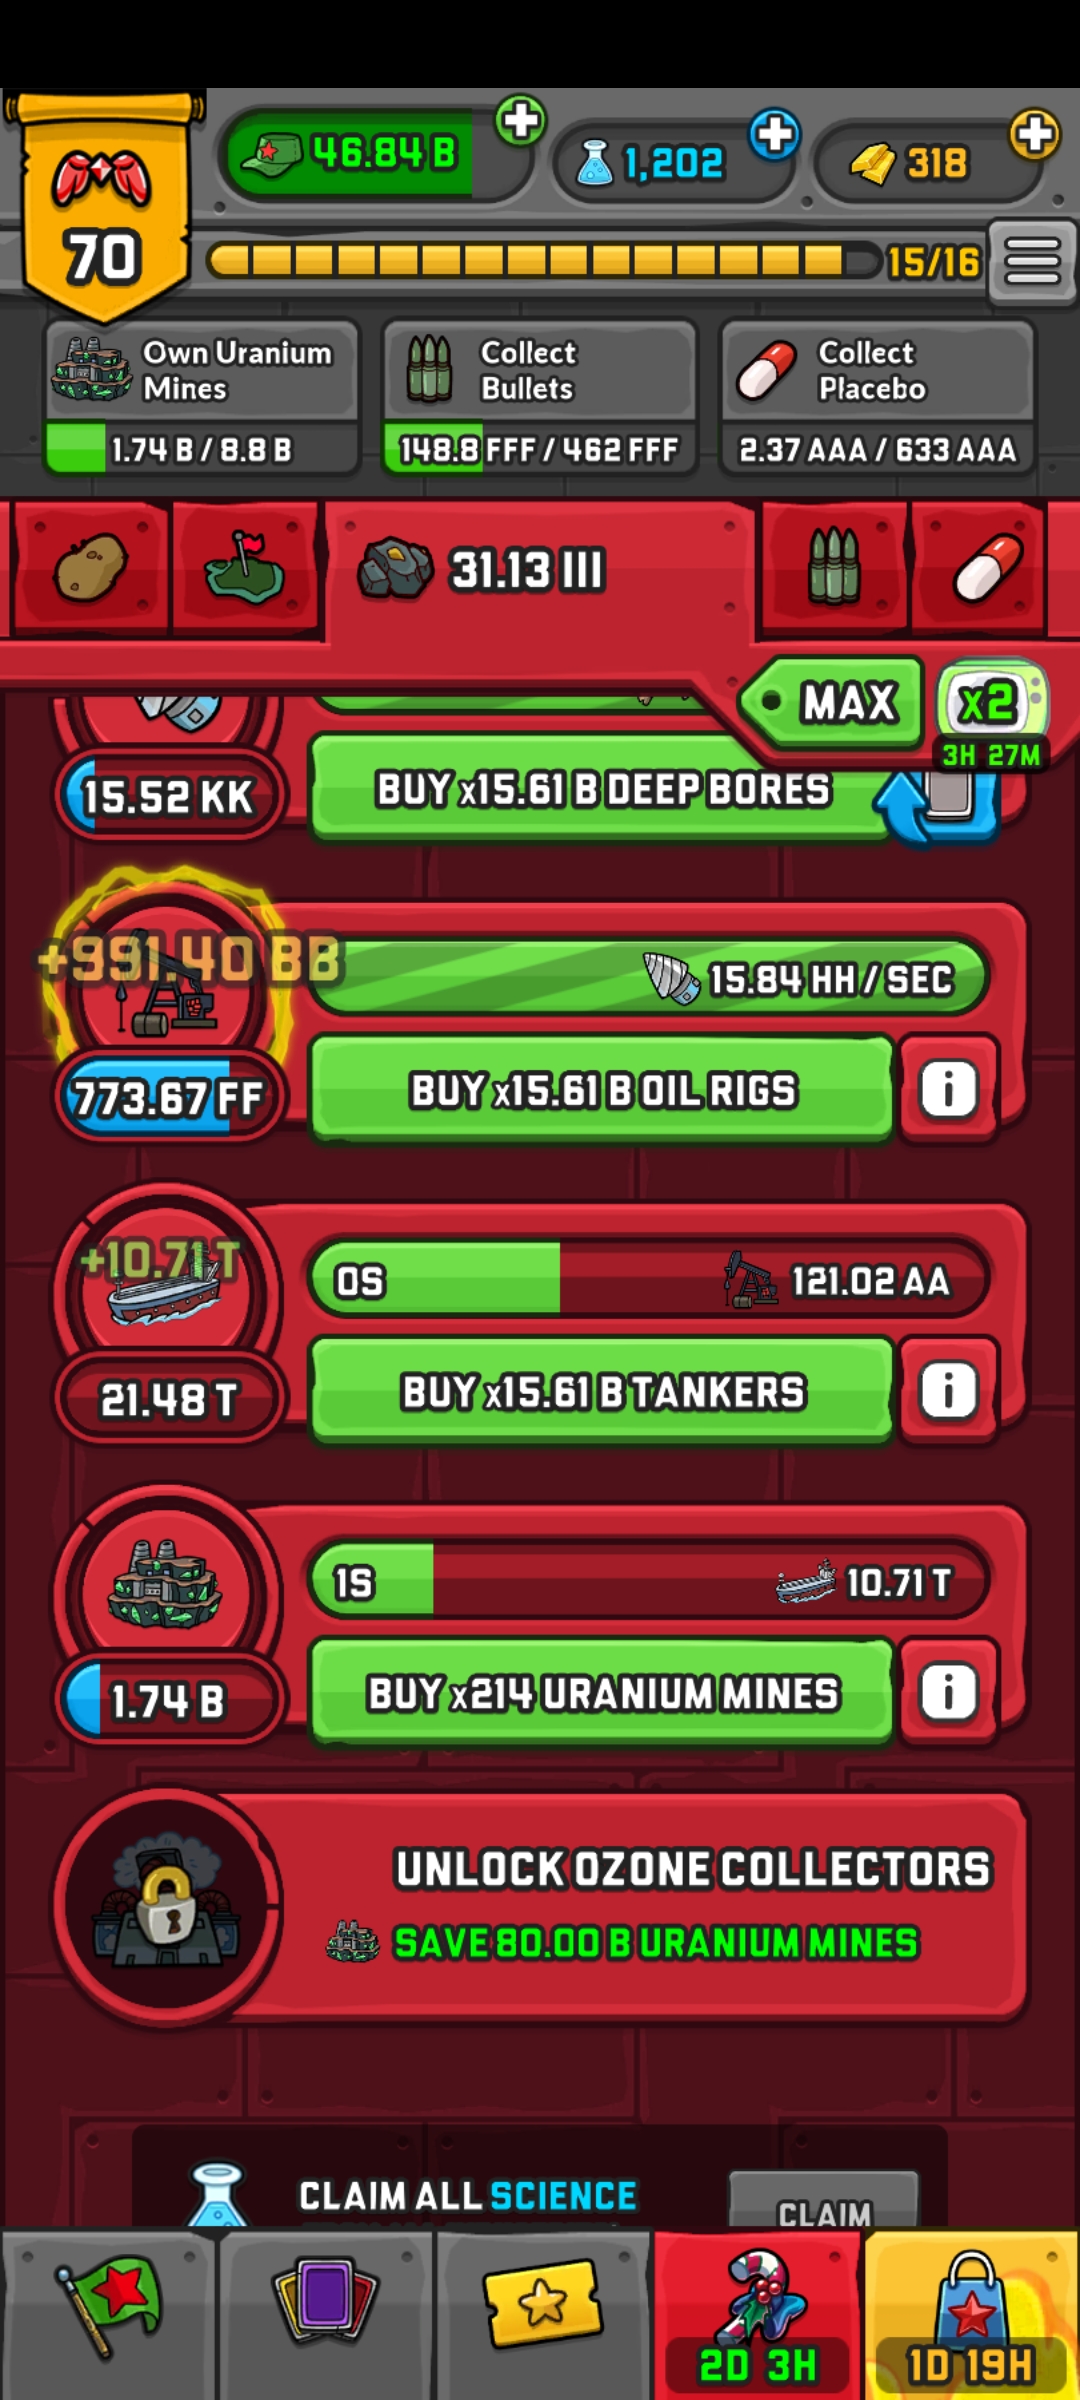 46.84 B
1,202
318
70
15/16
Own Uranium Mines
Collect Bullets
Collect Placebo
1.74 B / 8.8 B
148.8 FFF / 462 FFF
2.37 AAA / 633 AAA
31.13 III
MAX
x2
3H 27M
15.52 KK
BUY x15.61 B DEEP BORES
+991.40 BB
15.84 HH / SEC
773.67 FF
BUY x15.61 B OIL RIGS
i
+10.71 T
0S
121.02 AA
21.48 T
BUY x15.61 B TANKERS
i
1S
10.71 T
1.74 B
BUY x214 URANIUM MINES
i
UNLOCK OZONE COLLECTORS
SAVE 80.00 B URANIUM MINES
CLAIM ALL SCIENCE
CLAIM
2D 3H
1D 19H